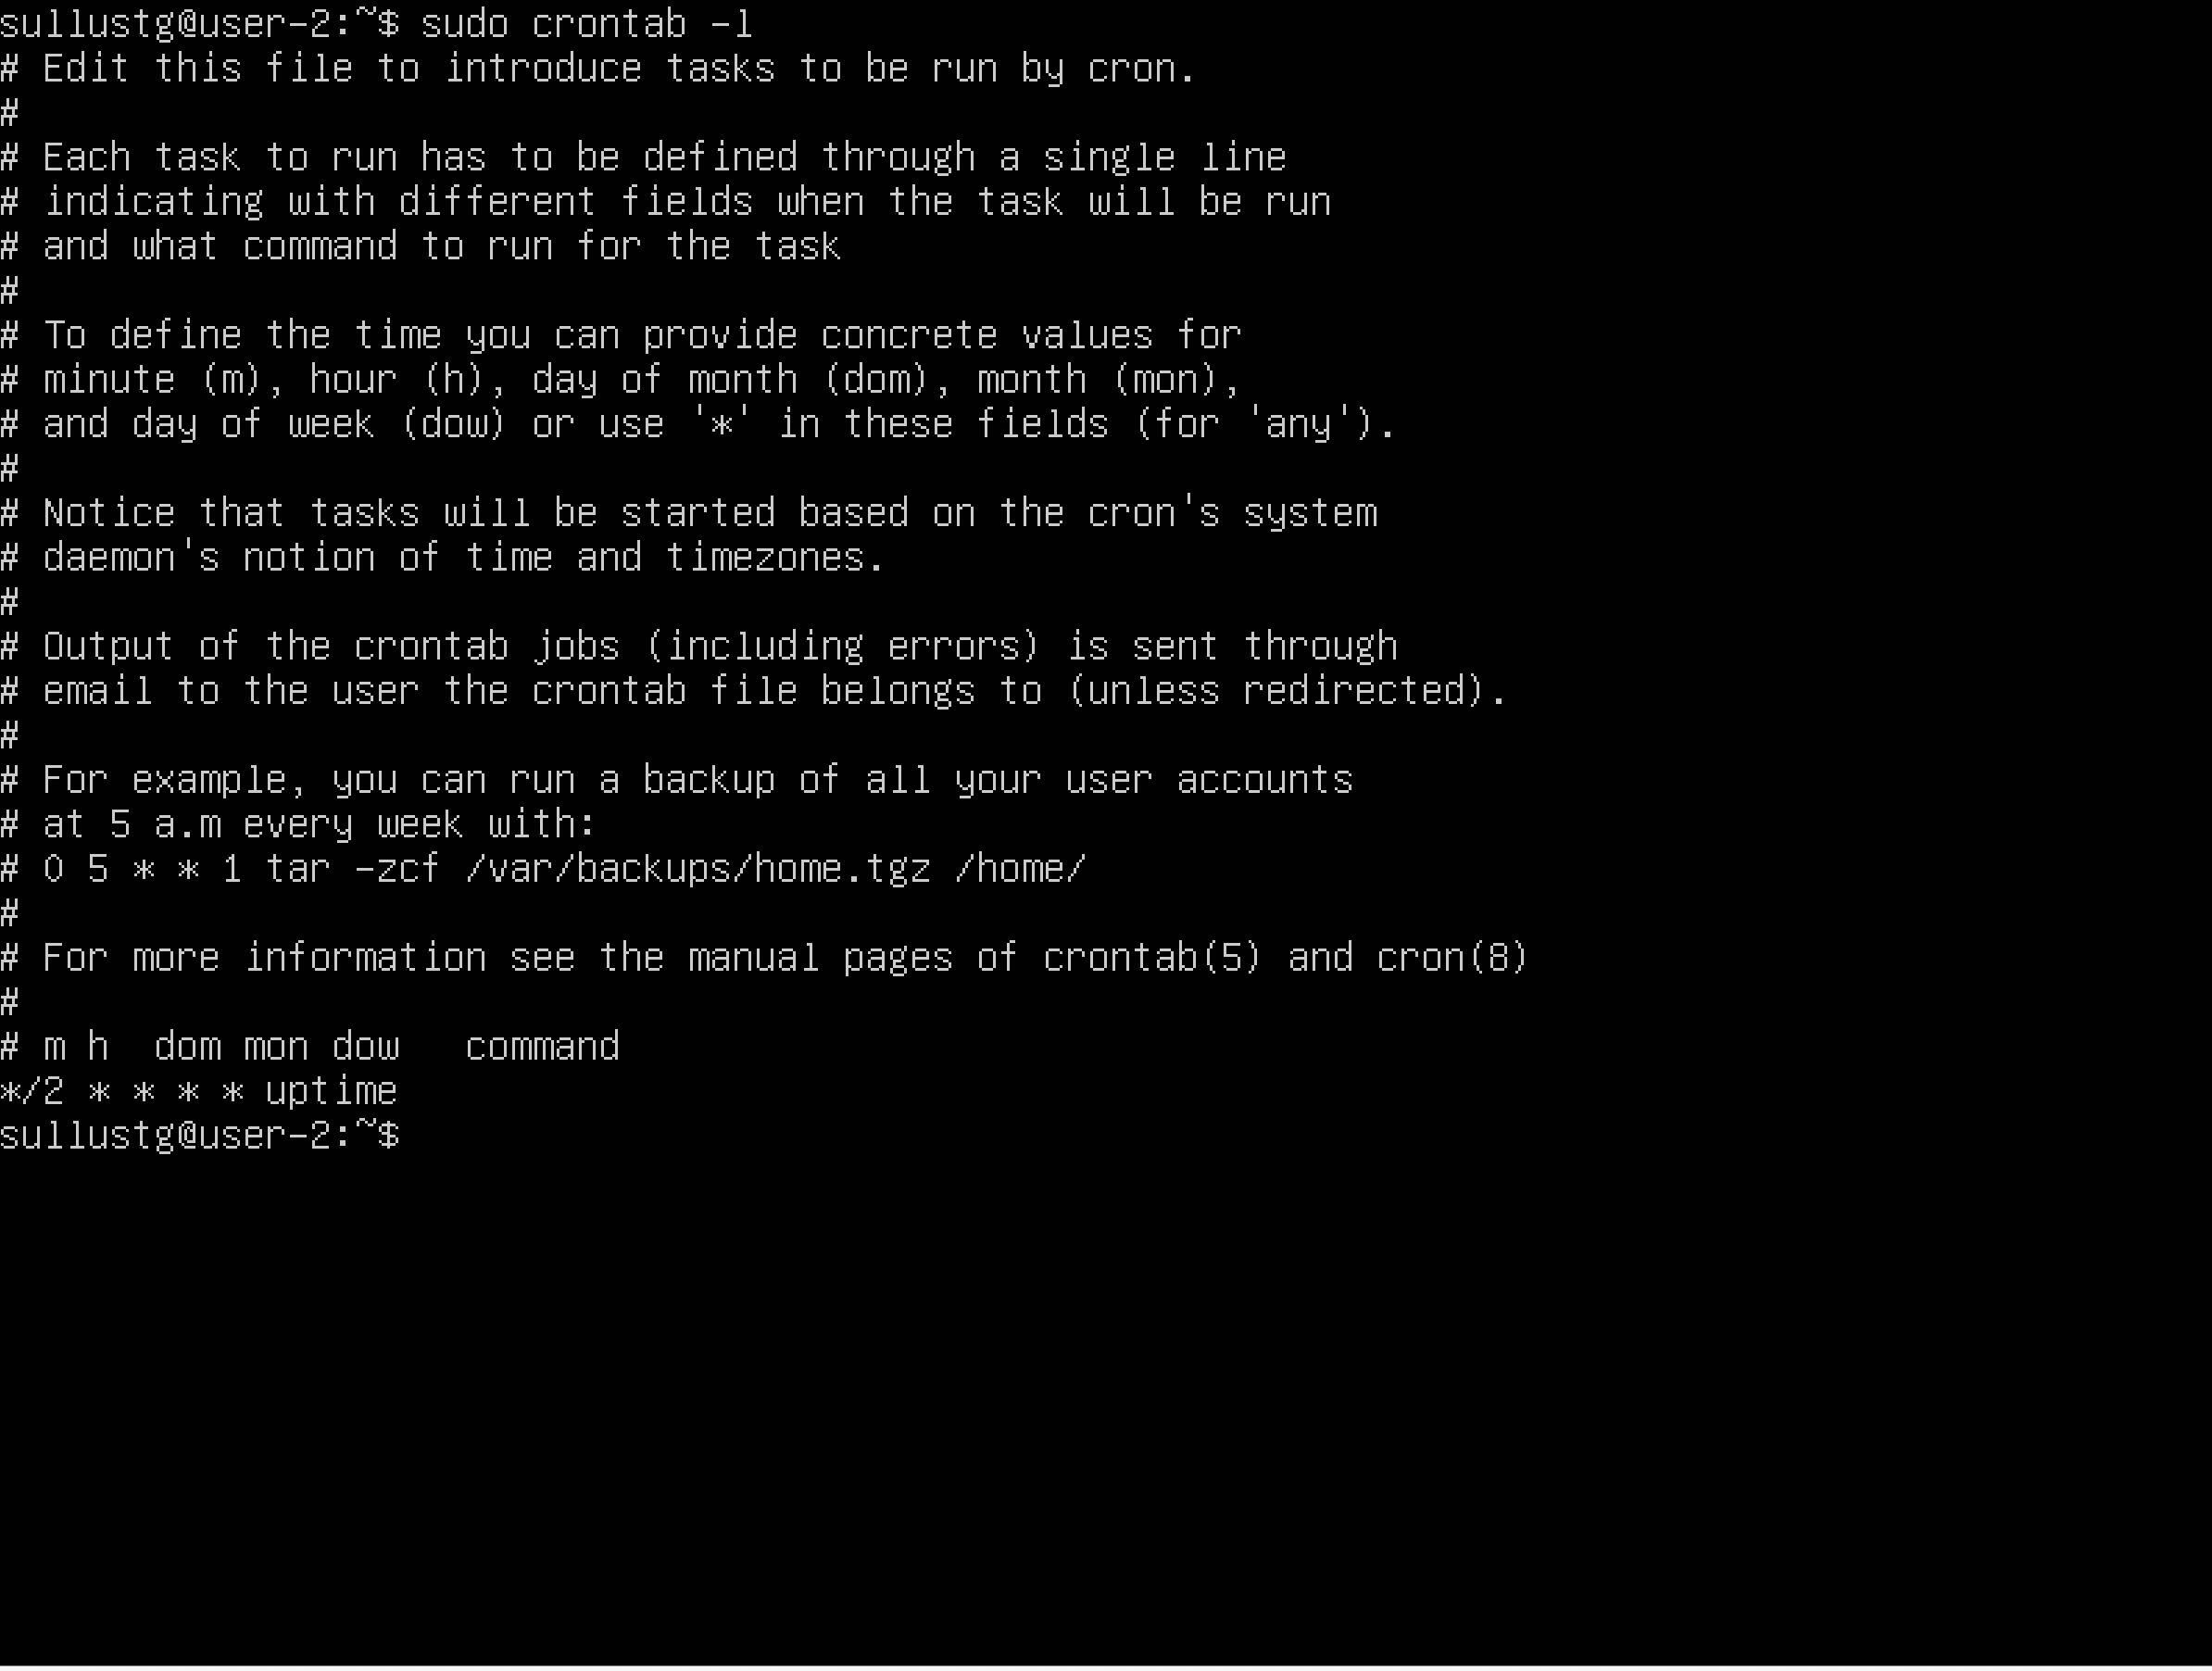 sullustg@user-2:~$ sudo crontab -l
# Edit this file to introduce tasks to be run by cron.
#
# Each task to run has to be defined through a single line
# indicating with different fields when the task will be run
# and what command to run for the task
#
# To define the time you can provide concrete values for
# minute (m), hour (h), day of month (dom), month (mon),
# and day of week (dow) or use '*' in these fields (for 'any').
#
# Notice that tasks will be started based on the cron's system
# daemon's notion of time and timezones.
#
# Output of the crontab jobs (including errors) is sent through
# email to the user the crontab file belongs to (unless redirected).
#
# For example, you can run a backup of all your user accounts
# at 5 a.m every week with:
# 0 5 * * 1 tar -zcf /var/backups/home.tgz /home/
#
# For more information see the manual pages of crontab(5) and cron(8)
#
# m h  dom mon dow   command
*/2 * * * * uptime
sullustg@user-2:~$